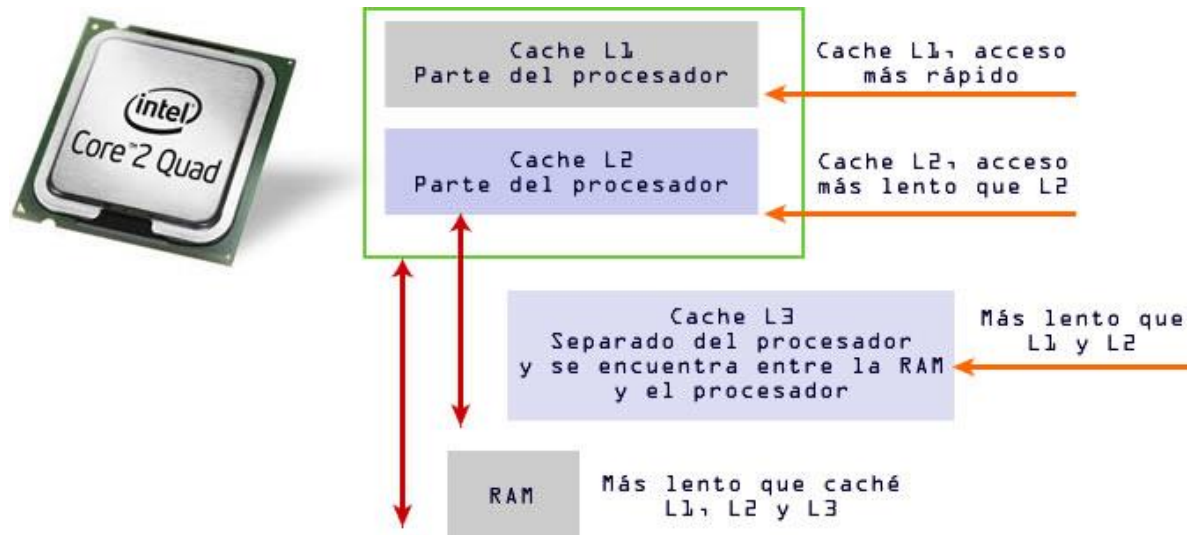 intel
Core™2 Quad
Cache L1
Parte del procesador
Cache L1, acceso
más rápido
Cache L2
Parte del procesador
Cache L2, acceso
más lento que L2
Cache L3
Separado del procesador
y se encuentra entre la RAM
y el procesador
Más lento que
L1 y L2
RAM
Más lento que caché
L1, L2 y L3